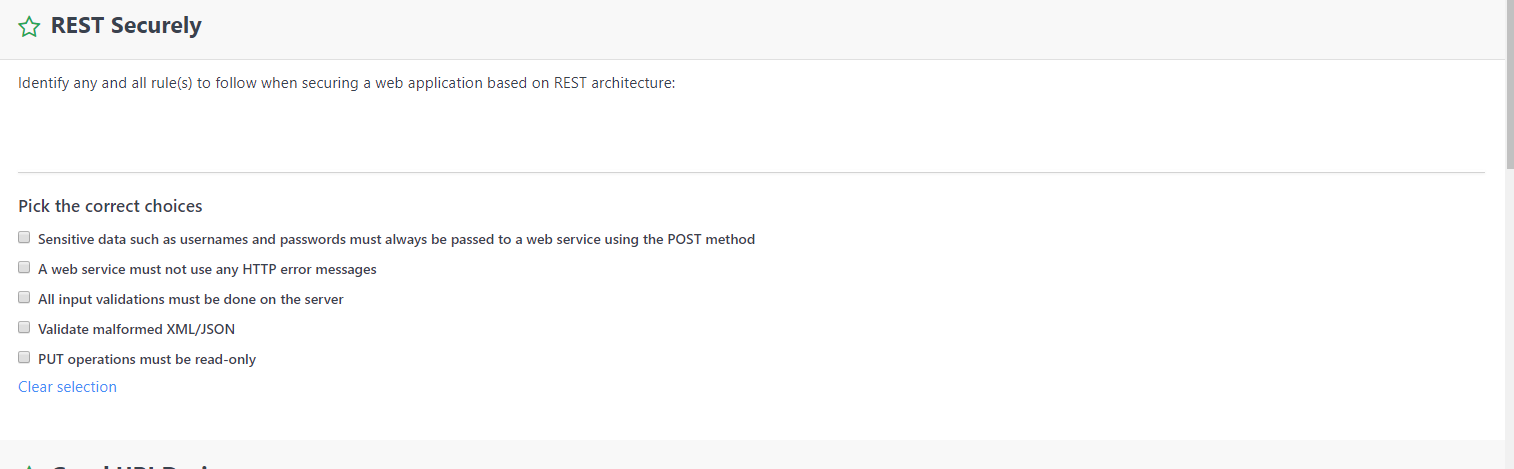 REST Securely
Identify any and all rule(s) to follow when securing a web application based on REST architecture:
Pick the correct choices
Sensitive data such as usernames and passwords must always be passed to a web service using the POST method
A web service must not use any HTTP error messages
All input validations must be done on the server
Validate malformed XML/JSON
PUT operations must be read-only
Clear selection